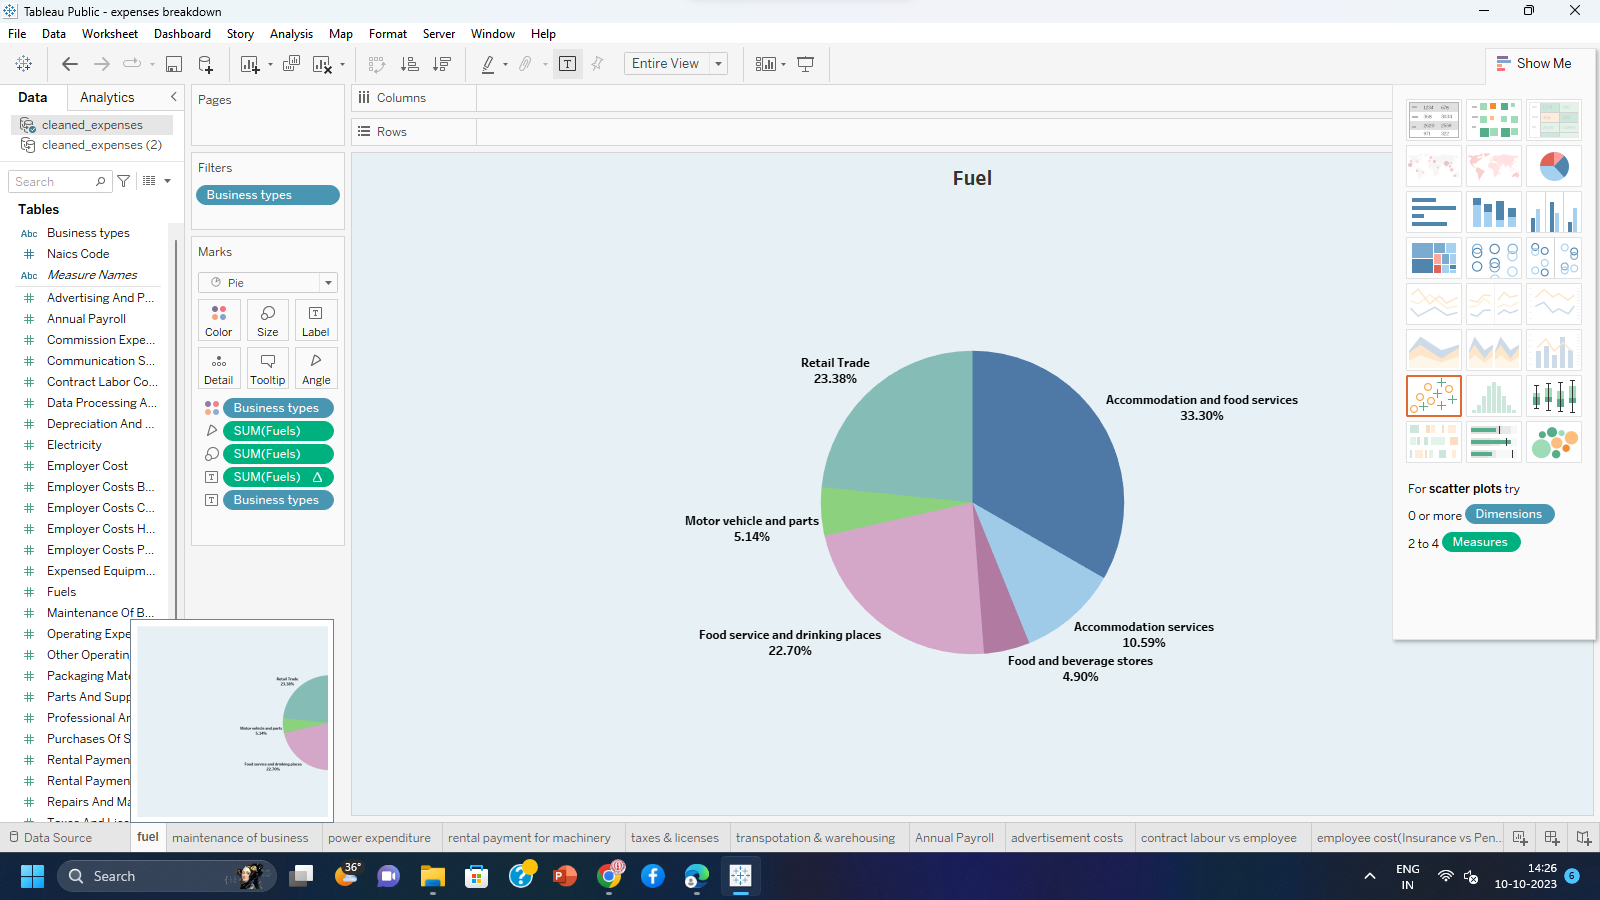 Tableau Public - expenses breakdown
File Data Worksheet Dashboard Story Analysis Map Format Server Window Help
Entire View
Show Me
Data Analytics
cleaned_expenses
cleaned_expenses (2)
Search
Tables
Abc Business types
# Naics Code
Abc Measure Names
# Advertising And P...
# Annual Payroll
# Commission Expe...
# Communication S...
# Contract Labor Co...
# Data Processing A...
# Depreciation And ...
# Electricity
# Employer Cost
# Employer Costs B...
# Employer Costs C...
# Employer Costs H...
# Employer Costs P...
# Expensed Equipm...
# Fuels
# Maintenance Of B...
# Operating Expe
# Other Operatin
# Packaging Mat
# Parts And Supp
# Professional Ar
# Purchases Of S
# Rental Paymen
# Rental Paymen
# Repairs And Ma
Pages
Filters
Business types
Marks
Pie
Color Size Label
Detail Tooltip Angle
Business types
SUM(Fuels)
SUM(Fuels)
SUM(Fuels) Δ
Business types
Columns
Rows
Fuel
Retail Trade
23.38%
Accommodation and food services
33.30%
Motor vehicle and parts
5.14%
Food service and drinking places
22.70%
Accommodation services
10.59%
Food and beverage stores
4.90%
For scatter plots try
0 or more Dimensions
2 to 4 Measures
Retail Trade
23.38%
Motor vehicle and parts
5.14%
Food service and drinking places
22.70%
Data Source fuel maintenance of business power expenditure rental payment for machinery taxes & licenses transpotation & warehousing Annual Payroll advertisement costs contract labour vs employee employee cost(Insurance vs Pen...
Search
36°
ENG
IN
14:26
10-10-2023
6